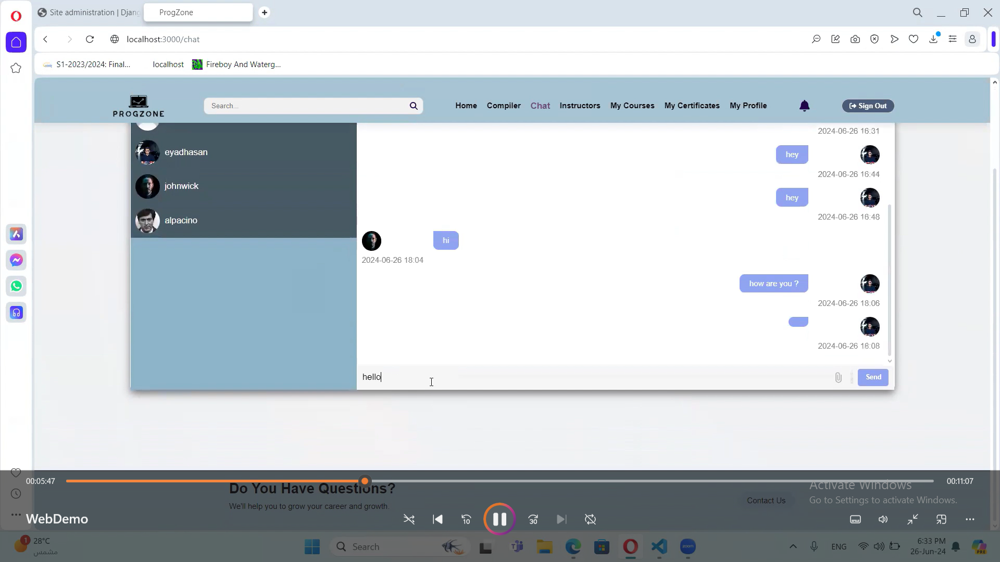 Site administration | Djang
ProgZone
localhost:3000/chat
S1-2023/2024: Final...
localhost
Fireboy And Waterg...
PROGZONE
Search...
Home
Compiler
Chat
Instructors
My Courses
My Certificates
My Profile
Sign Out
2024-06-26 16:31
eyadhasan
hey
2024-06-26 16:44
johnwick
hey
2024-06-26 16:48
alpacino
hi
2024-06-26 18:04
how are you ?
2024-06-26 18:06
2024-06-26 18:08
hello
Send
00:05:47
00:11:07
Do You Have Questions?
We'll help you to grow your career and growth.
Contact Us
Activate Windows
Go to Settings to activate Windows.
WebDemo
10
30
1
28°C
مشمس
Search
zoom
ENG
6:33 PM
26-Jun-24
PRE